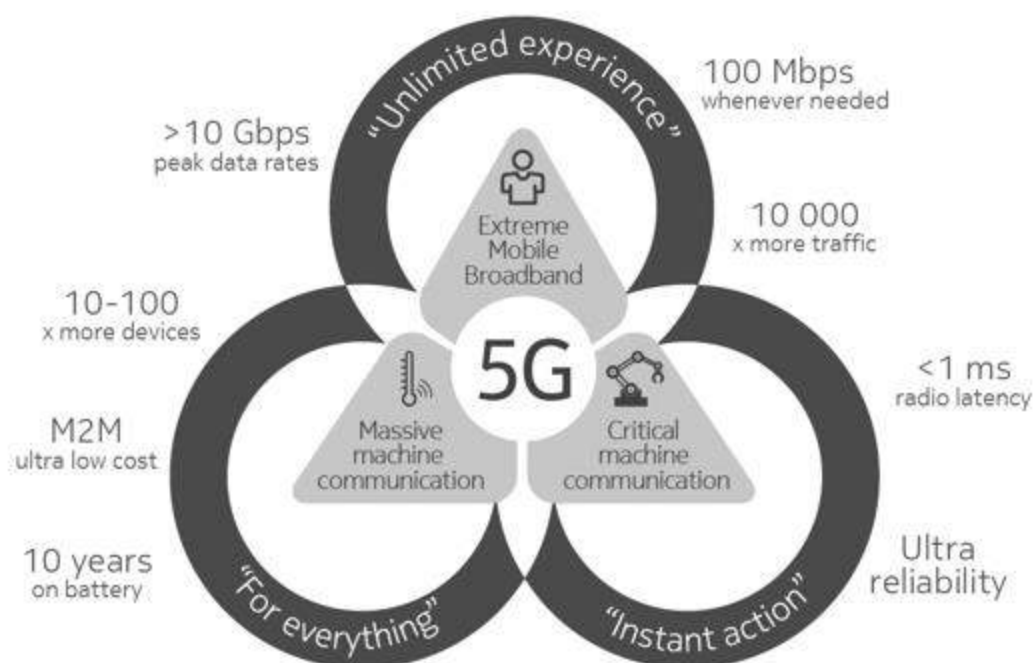 “Unlimited experience”
100 Mbps
whenever needed
>10 Gbps
peak data rates
10 000
x more traffic
Extreme
Mobile
Broadband
10-100
x more devices
5G
<1 ms
radio latency
M2M
ultra low cost
Massive
machine
communication
Critical
machine
communication
10 years
on battery
Ultra
reliability
“For everything”
“Instant action”